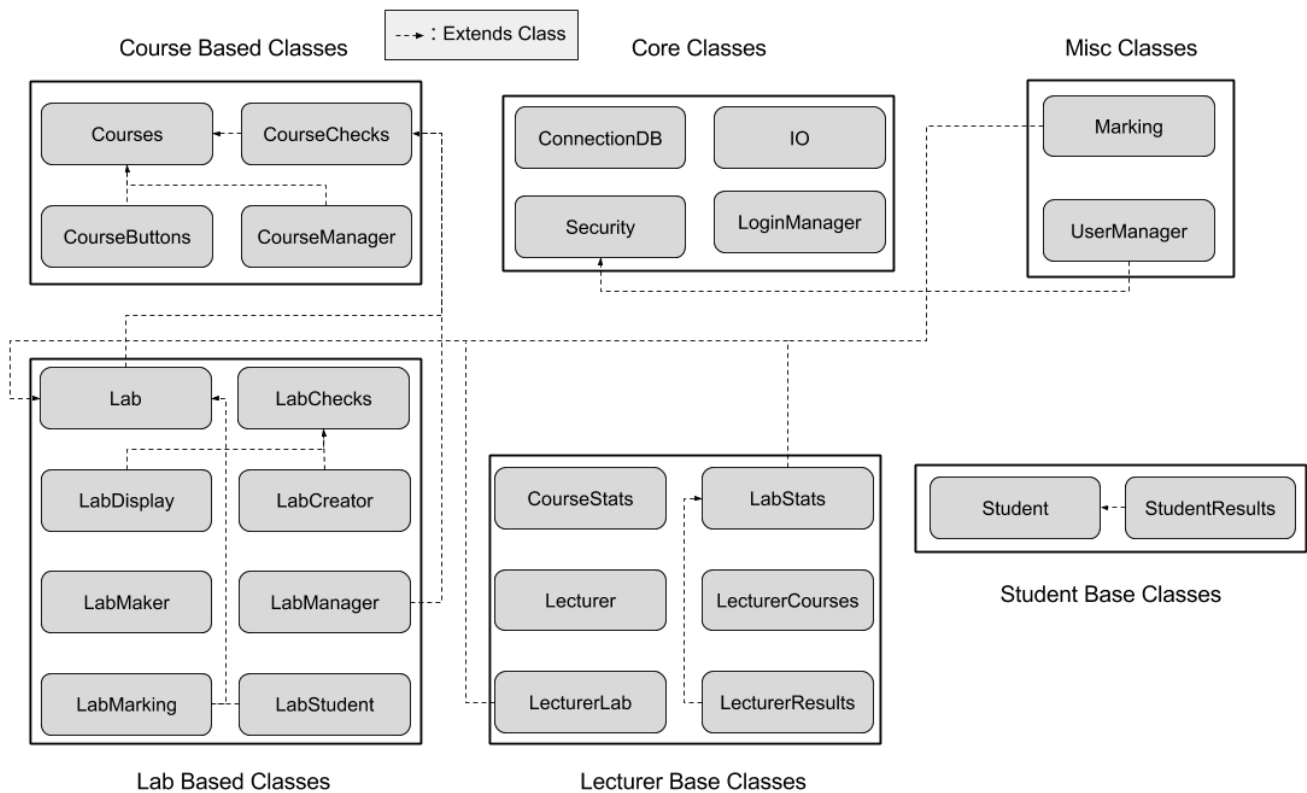 : Extends Class
Course Based Classes
Core Classes
Misc Classes
Courses
CourseChecks
CourseButtons
CourseManager
ConnectionDB
IO
Security
LoginManager
Marking
UserManager
Lab
LabChecks
LabDisplay
LabCreator
LabMaker
LabManager
LabMarking
LabStudent
Lab Based Classes
CourseStats
LabStats
Lecturer
LecturerCourses
LecturerLab
LecturerResults
Lecturer Base Classes
Student
StudentResults
Student Base Classes